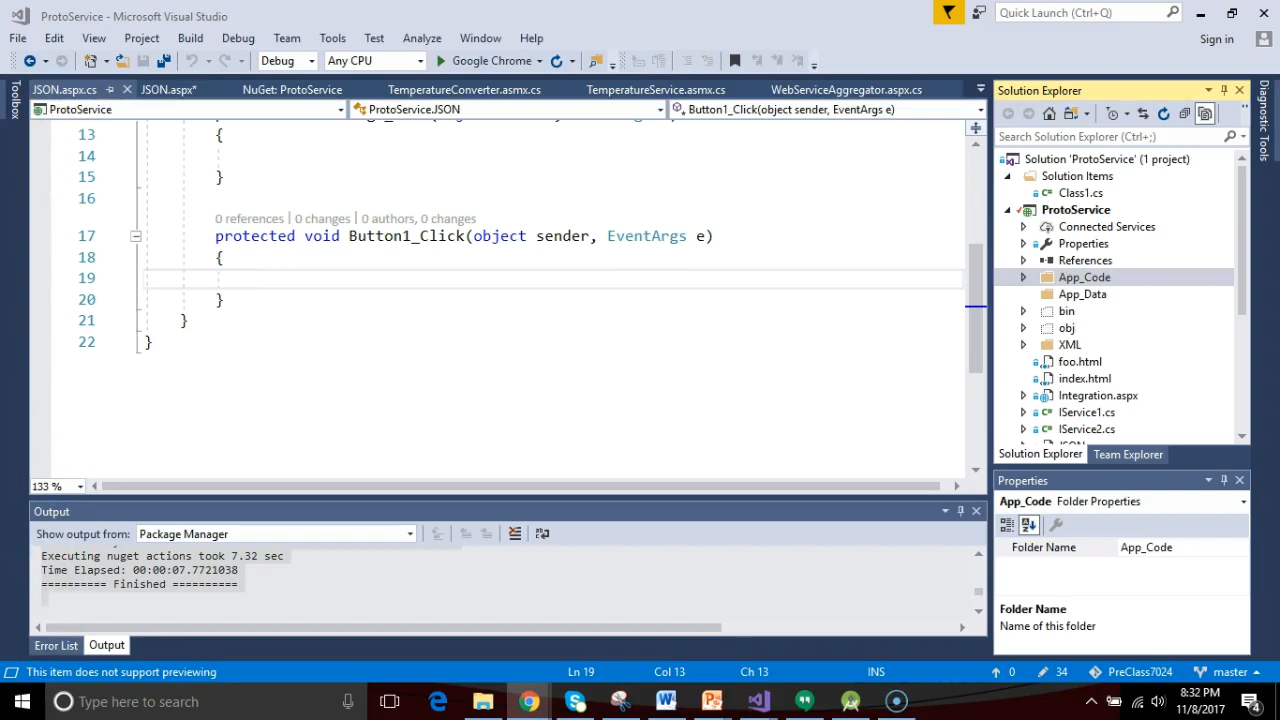 ProtoService - Microsoft Visual Studio
Quick Launch (Ctrl+Q)
File Edit View Project Build Debug Team Tools Test Analyze Window Help
Sign in
Debug Any CPU Google Chrome
Toolbox
JSON.aspx.cs JSON.aspx* NuGet: ProtoService TemperatureConverter.asmx.cs TemperatureService.asmx.cs WebServiceAggregator.aspx.cs
ProtoService ProtoService.JSON Button1_Click(object sender, EventArgs e)
13 {
14
15 }
16
0 references | 0 changes | 0 authors, 0 changes
17 protected void Button1_Click(object sender, EventArgs e)
18 {
19
20 }
21 }
22 }
133 %
Solution Explorer
Search Solution Explorer (Ctrl+;)
Solution 'ProtoService' (1 project)
Solution Items
Class1.cs
ProtoService
Connected Services
Properties
References
App_Code
App_Data
bin
obj
XML
foo.html
index.html
Integration.aspx
IService1.cs
IService2.cs
Solution Explorer Team Explorer
Diagnostic Tools
Properties
App_Code Folder Properties
Folder Name App_Code
Folder Name
Name of this folder
Output
Show output from: Package Manager
Executing nuget actions took 7.32 sec
Time Elapsed: 00:00:07.7721038
========== Finished ==========
Error List Output
This item does not support previewing Ln 19 Col 13 Ch 13 INS 0 34 PreClass7024 master
Type here to search
8:32 PM
11/8/2017
4